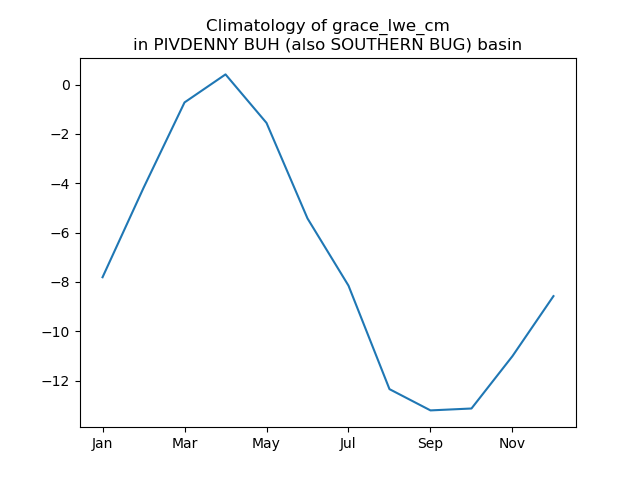 Climatology of grace_lwe_cm
in PIVDENNY BUH (also SOUTHERN BUG) basin
0
−2
−4
−6
−8
−10
−12
Jan Mar May Jul Sep Nov